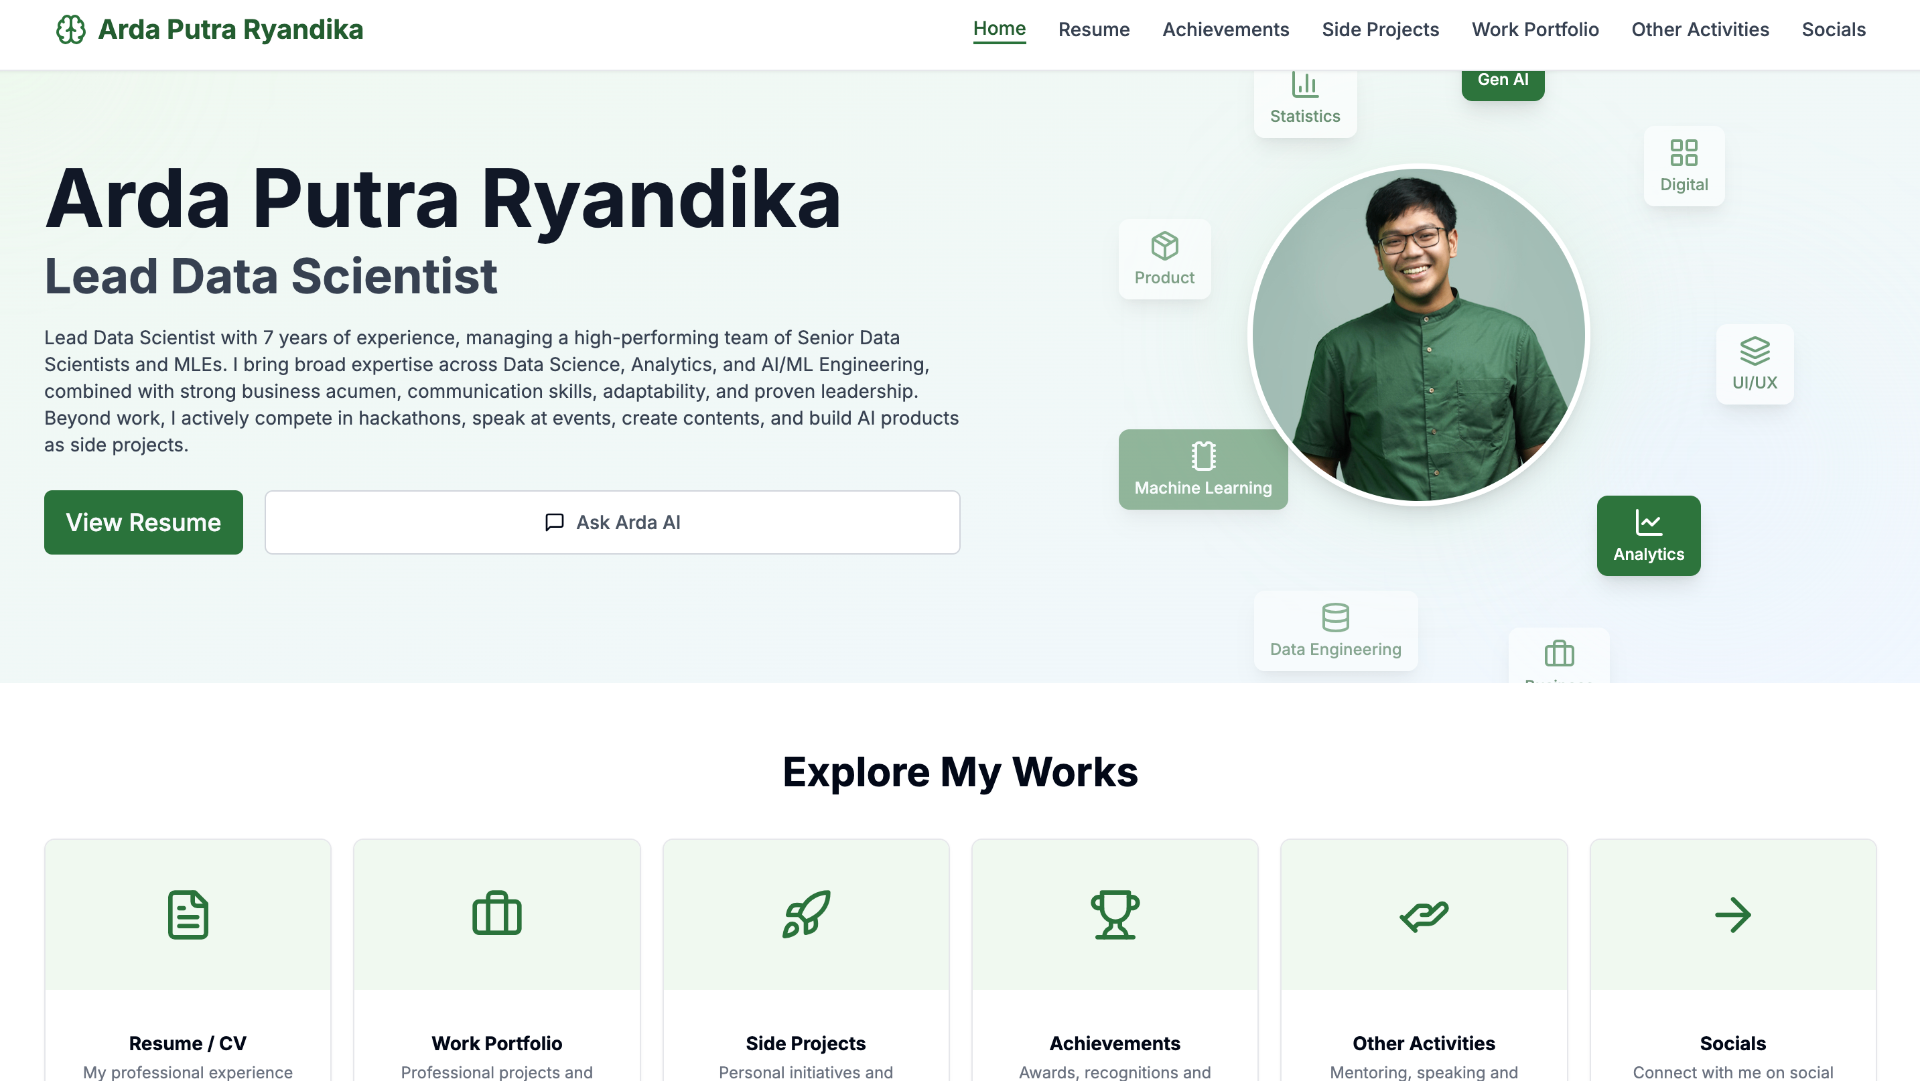 Arda Putra Ryandika
Home
Resume
Achievements
Side Projects
Work Portfolio
Other Activities
Socials
Arda Putra Ryandika
Lead Data Scientist
Lead Data Scientist with 7 years of experience, managing a high-performing team of Senior Data
Scientists and MLEs. I bring broad expertise across Data Science, Analytics, and AI/ML Engineering,
combined with strong business acumen, communication skills, adaptability, and proven leadership.
Beyond work, I actively compete in hackathons, speak at events, create contents, and build AI products
as side projects.
View Resume
Ask Arda AI
Statistics
Gen AI
Digital
Product
UI/UX
Machine Learning
Analytics
Data Engineering
Explore My Works
Resume / CV
My professional experience
Work Portfolio
Professional projects and
Side Projects
Personal initiatives and
Achievements
Awards, recognitions and
Other Activities
Mentoring, speaking and
Socials
Connect with me on social